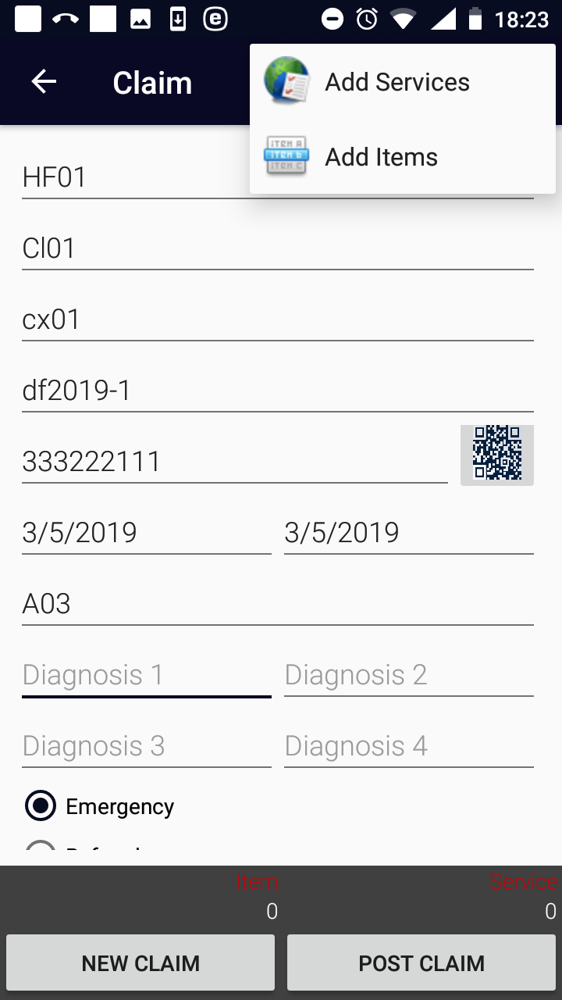 18:23
Claim
Add Services
Add Items
ITEM A
ITEM b
ITEM C
HF01
Cl01
cx01
df2019-1
333222111
3/5/2019 3/5/2019
A03
Diagnosis 1 Diagnosis 2
Diagnosis 3 Diagnosis 4
Emergency
Item Service
0 0
NEW CLAIM POST CLAIM